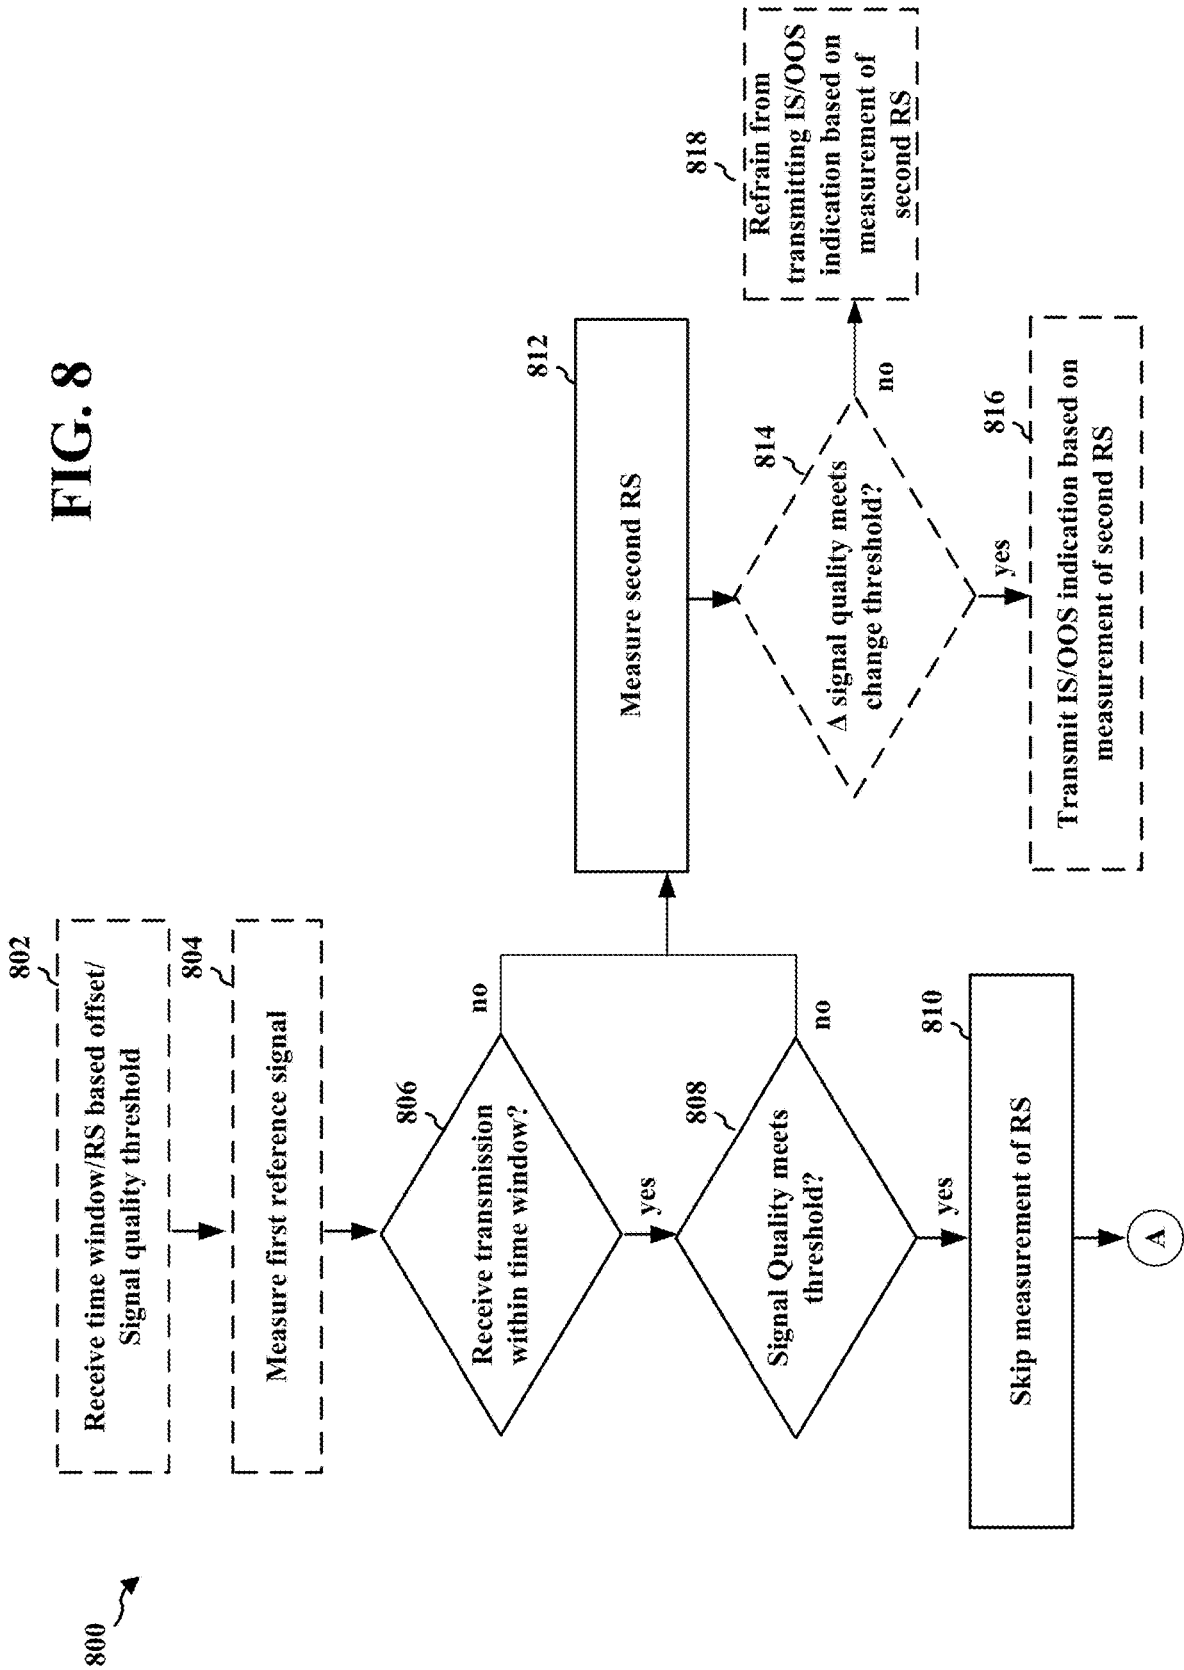 FIG. 8
800
802
Receive time window/RS based offset/
Signal quality threshold
804
Measure first reference signal
806
Receive transmission
within time window?
no
yes
808
Signal Quality meets
threshold?
no
yes
810
Skip measurement of RS
A
812
Measure second RS
814
Δ signal quality meets
change threshold?
no
yes
816
Transmit IS/OOS indication based on
measurement of second RS
818
Refrain from
transmitting IS/OOS
indication based on
measurement of
second RS